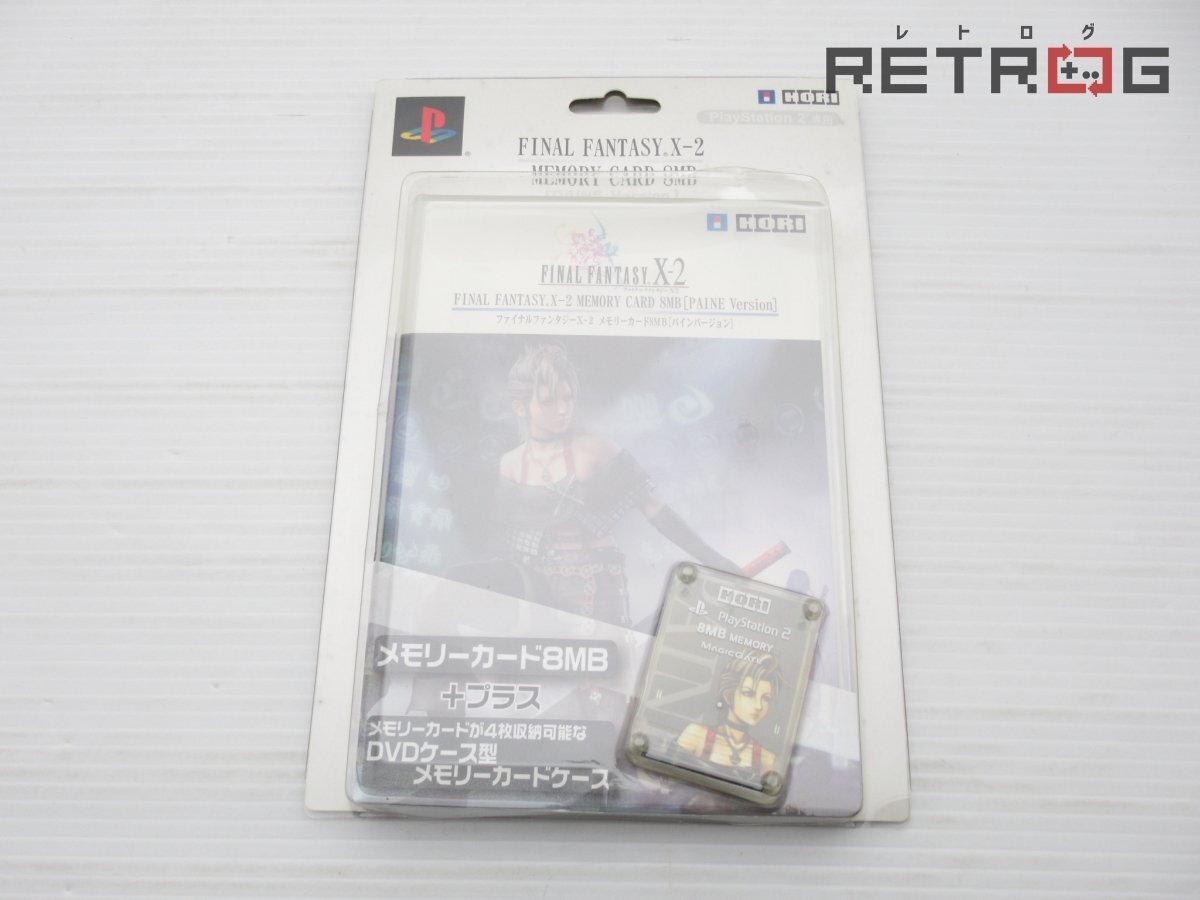 レトログ
RETROG
HORI
PlayStation 2 専用
FINAL FANTASY X-2
MEMORY CARD 8MB
[PAINE Version]
HORI
FINAL FANTASY X-2
FINAL FANTASY X-2 MEMORY CARD 8MB [PAINE Version]
ファイナルファンタジーX-2 メモリーカード8MB [パインバージョン]
HORI
PlayStation 2
8MB MEMORY
MAGICGATE
メモリーカード8MB
+プラス
メモリーカードが4枚収納可能な
DVDケース型
メモリーカードケース